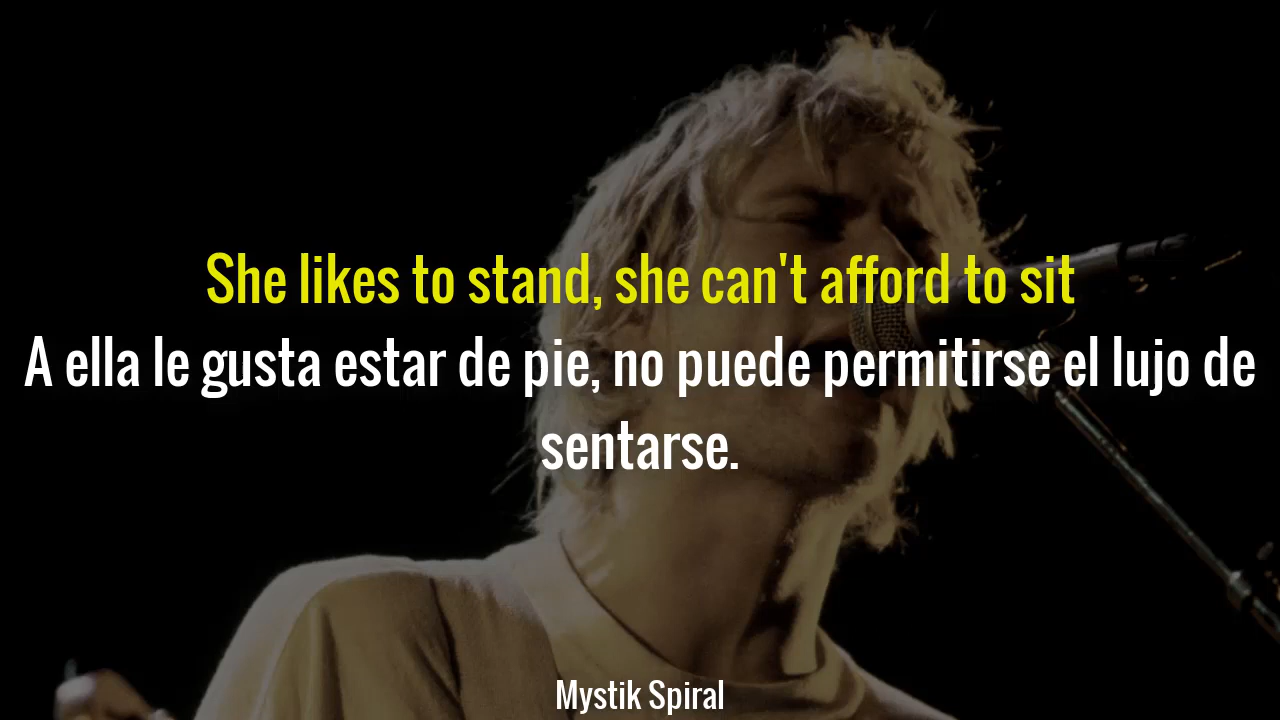 She likes to stand, she can't afford to sit
A ella le gusta estar de pie, no puede permitirse el lujo de
sentarse.
Mystik Spiral